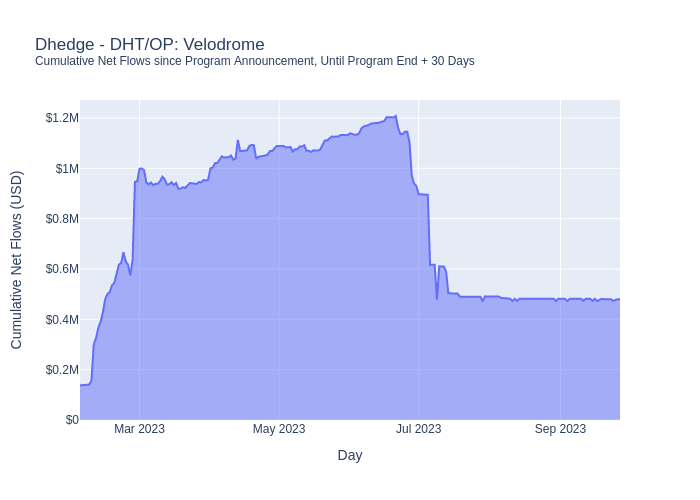 Dhedge - DHT/OP: Velodrome
Cumulative Net Flows since Program Announcement, Until Program End + 30 Days
Cumulative Net Flows (USD)
$1.2M
$1M
$0.8M
$0.6M
$0.4M
$0.2M
$0
Mar 2023 May 2023 Jul 2023 Sep 2023
Day